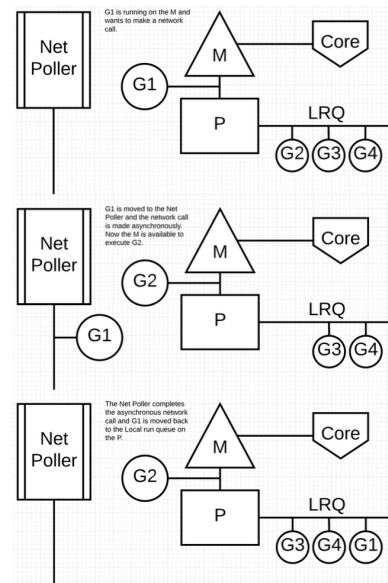 G1 is running on the M and
wants to make a network
call.
Net
Poller
M
Core
G1
P
LRQ
G2
G3
G4
G1 is moved to the Net
Poller and the network call
is made asynchronously.
Now the M is available to
execute G2.
Net
Poller
M
Core
G2
P
LRQ
G1
G3
G4
The Net Poller completes
the asynchronous network
call and G1 is moved back
to the Local run queue on
the P.
Net
Poller
M
Core
G2
P
LRQ
G3
G4
G1